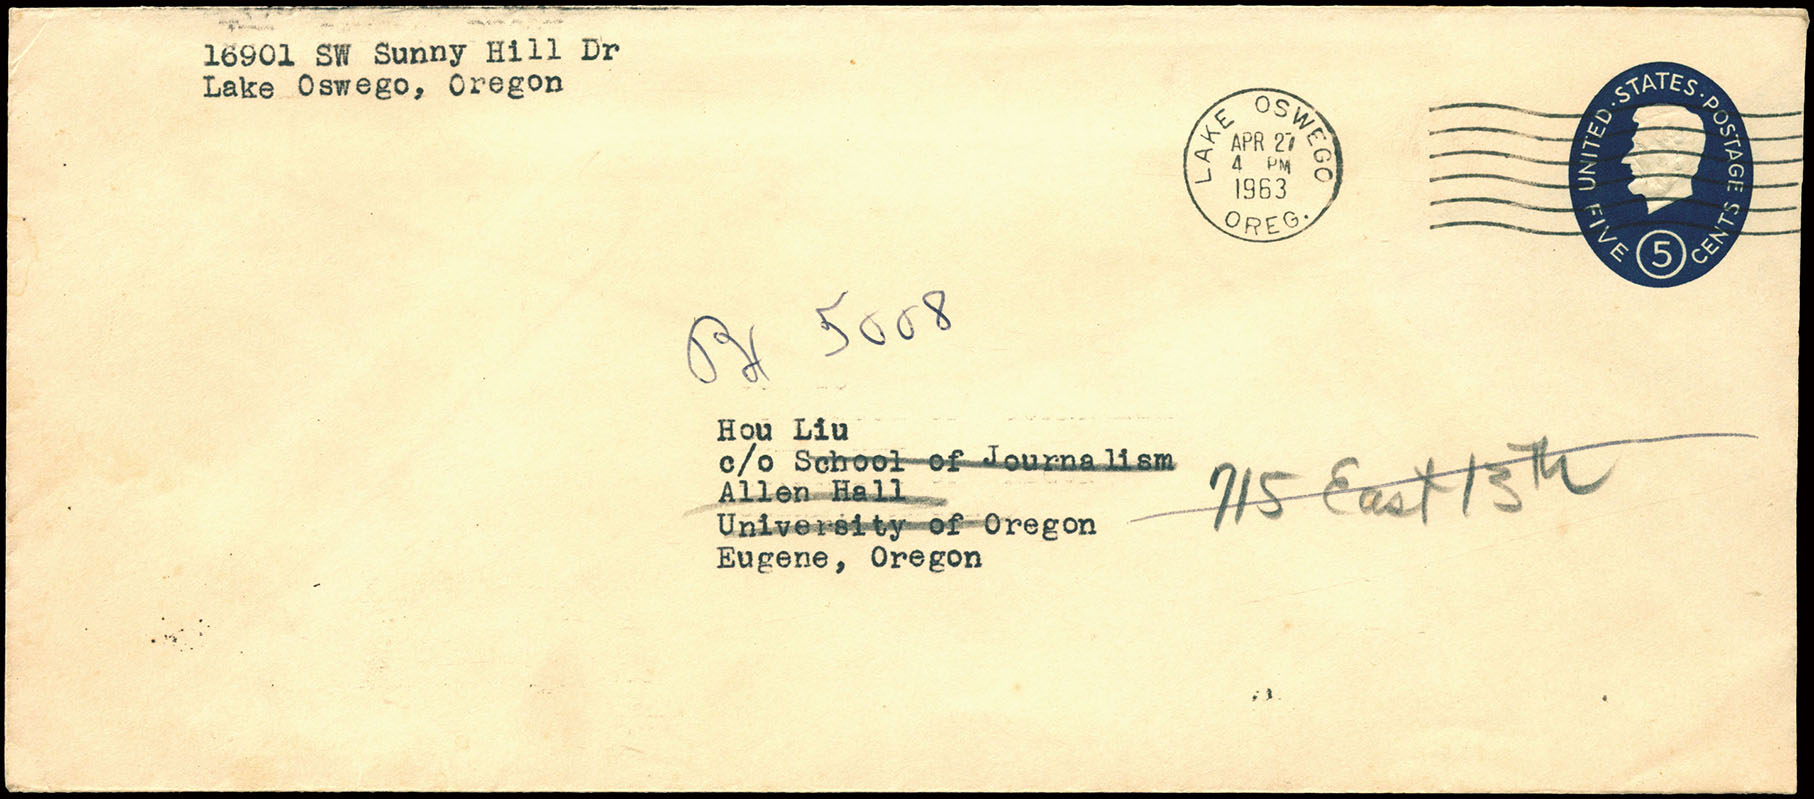 16901 SW Sunny Hill Dr
Lake Oswego, Oregon
LAKE OSWEGO
APR 27
4 PM
1963
OREG.
UNITED · STATES · POSTAGE
FIVE CENTS
5
5008
Hou Liu
c/o School of Journalism
Allen Hall
University of Oregon
Eugene, Oregon
715 East 13th